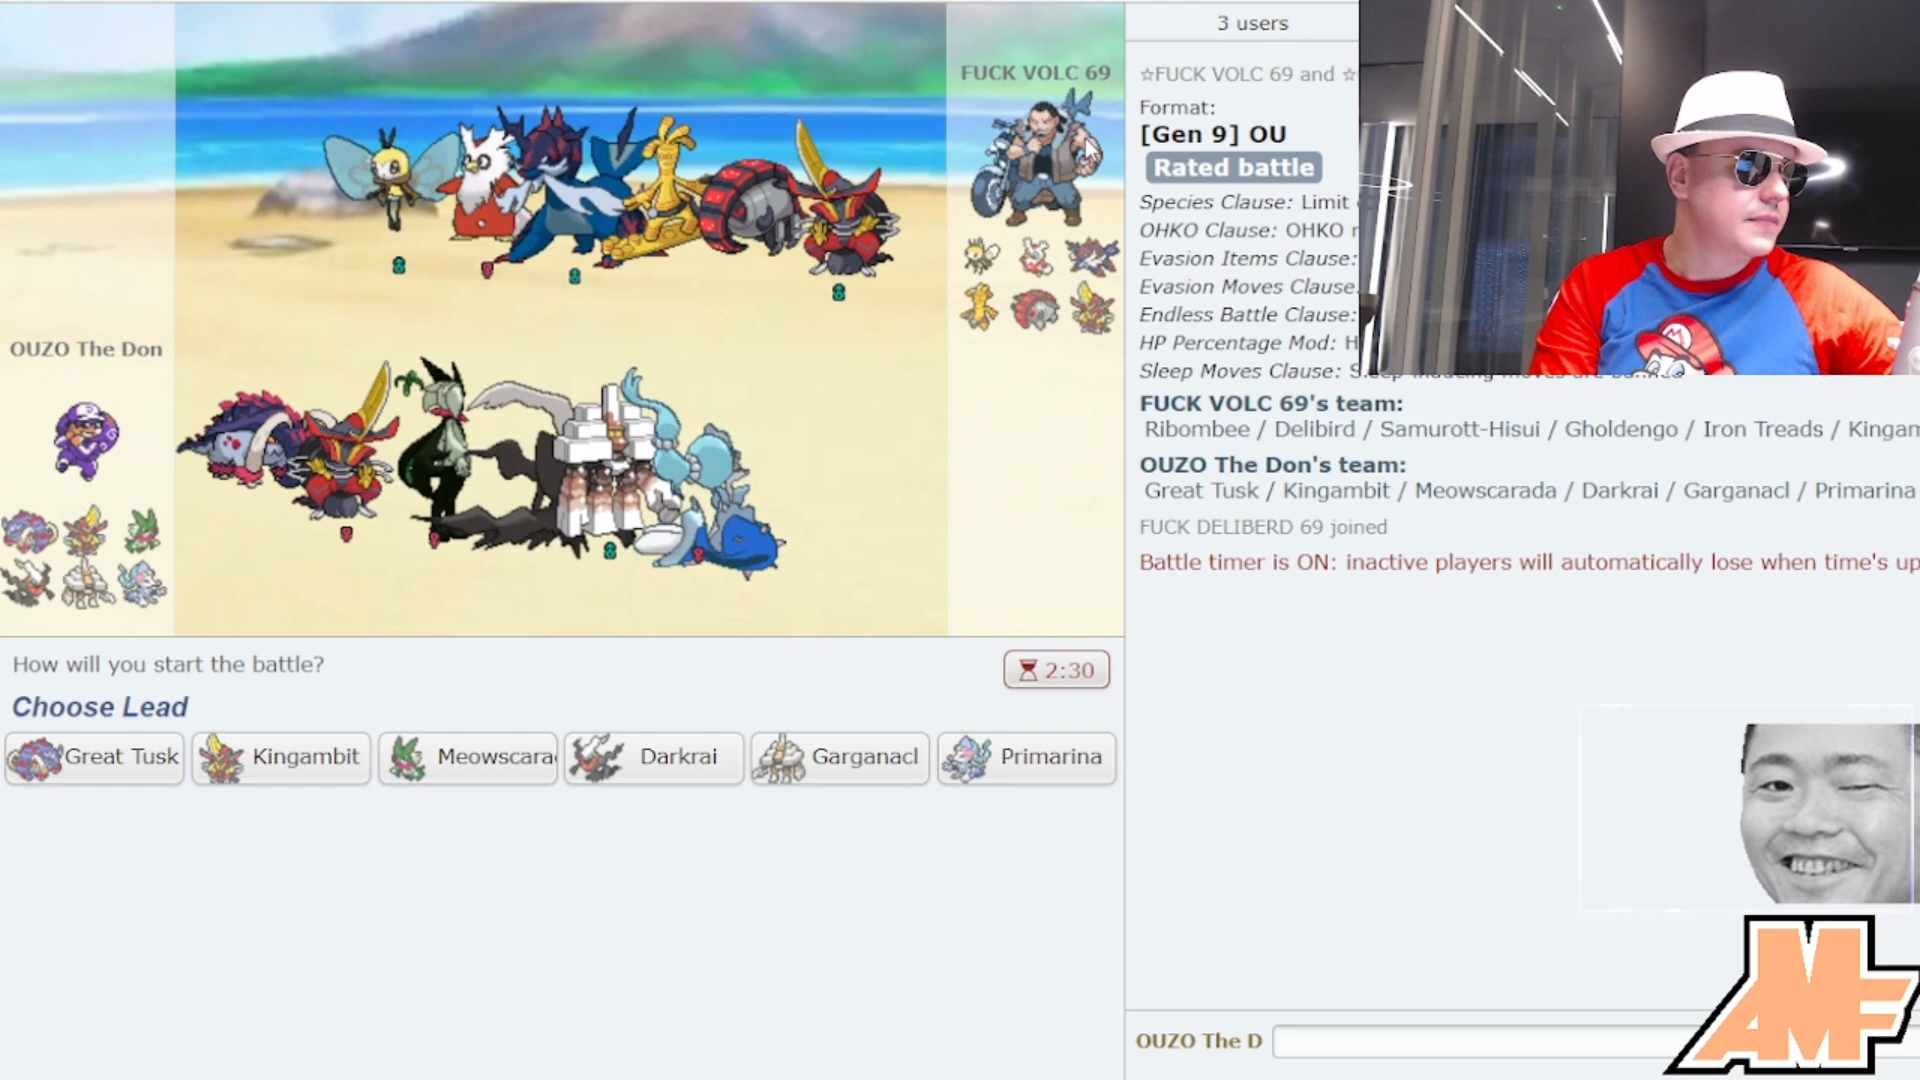 FUCK VOLC 69
OUZO The Don
How will you start the battle?
2:30
Choose Lead
Great Tusk
Kingambit
Meowscara
Darkrai
Garganacl
Primarina
3 users
☆FUCK VOLC 69 and ☆
Format:
[Gen 9] OU
Rated battle
Species Clause: Limit
OHKO Clause: OHKO
Evasion Items Clause:
Evasion Moves Clause
Endless Battle Clause:
HP Percentage Mod: H
Sleep Moves Clause:
FUCK VOLC 69's team:
Ribombee / Delibird / Samurott-Hisui / Gholdengo / Iron Treads / Kingam
OUZO The Don's team:
Great Tusk / Kingambit / Meowscarada / Darkrai / Garganacl / Primarina
FUCK DELIBERD 69 joined
Battle timer is ON: inactive players will automatically lose when time's up
OUZO The D
AMF